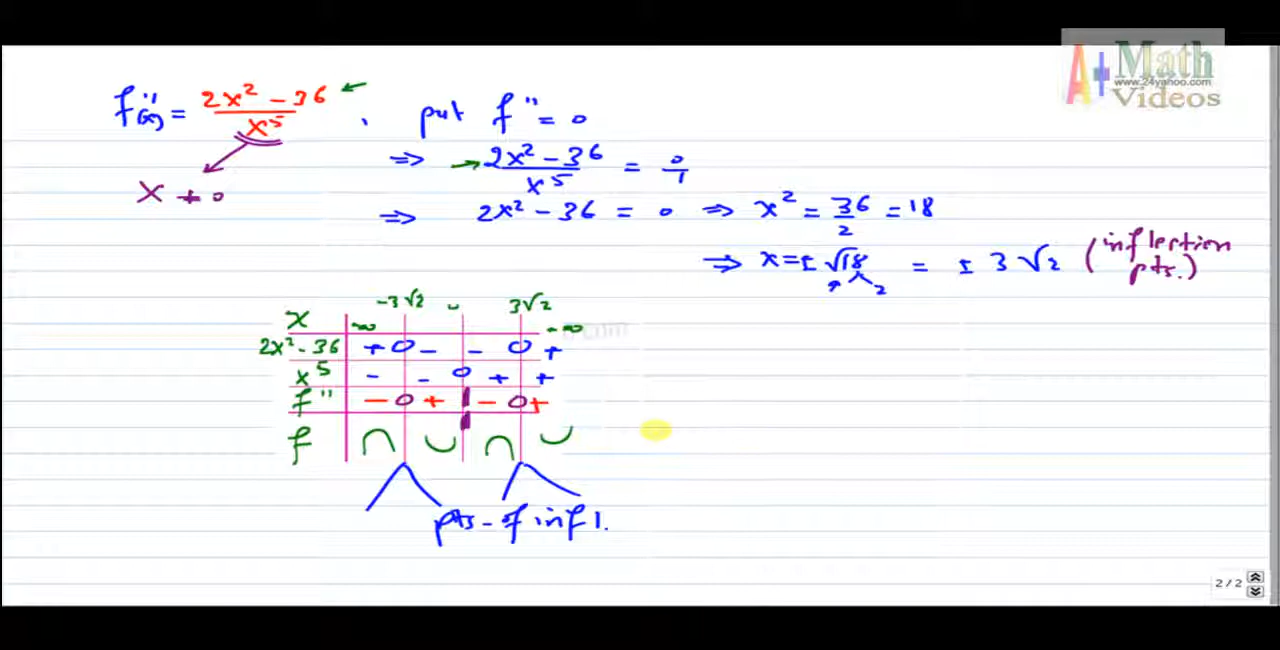 A+ Math Videos
www.24yahoo.com
f''(x) = 2x² - 36 / x⁵ , put f'' = 0
x ≠ 0
⇒ 2x² - 36 / x⁵ = 0/1
⇒ 2x² - 36 = 0 ⇒ x² = 36/2 = 18
⇒ x = ± √18 = ± 3√2 (inflection pts.)
9 2
x -∞ -3√2 0 3√2 -∞
2x² - 36 + 0 - - 0 +
x⁵ - - 0 + +
f'' - 0 + - 0 +
f ∩ ∪ ∩ ∪
pts - of infl.
2 / 2